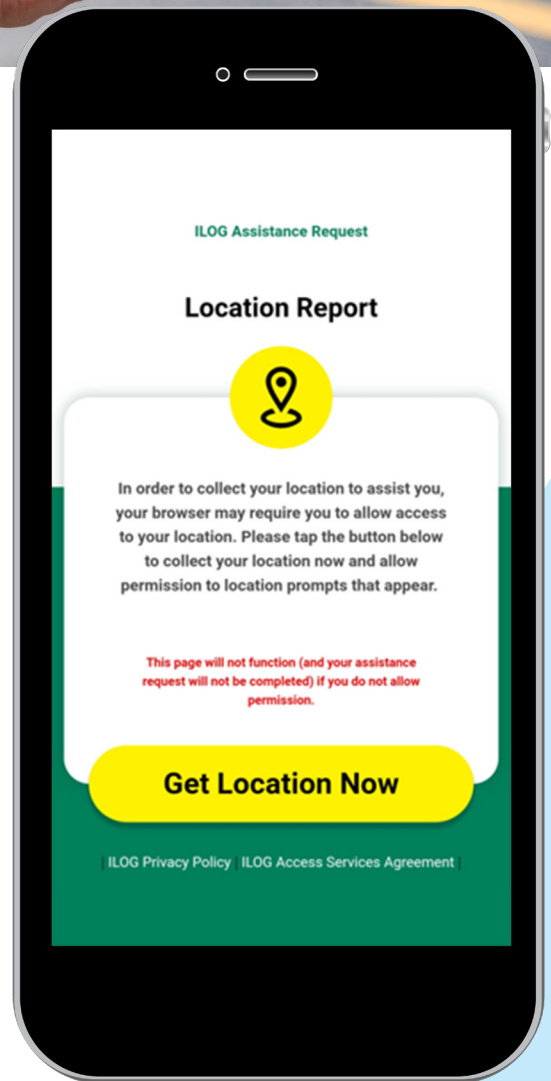 ILOG Assistance Request
Location Report
In order to collect your location to assist you,
your browser may require you to allow access
to your location. Please tap the button below
to collect your location now and allow
permission to location prompts that appear.
This page will not function (and your assistance
request will not be completed) if you do not allow
permission.
Get Location Now
| ILOG Privacy Policy | ILOG Access Services Agreement |